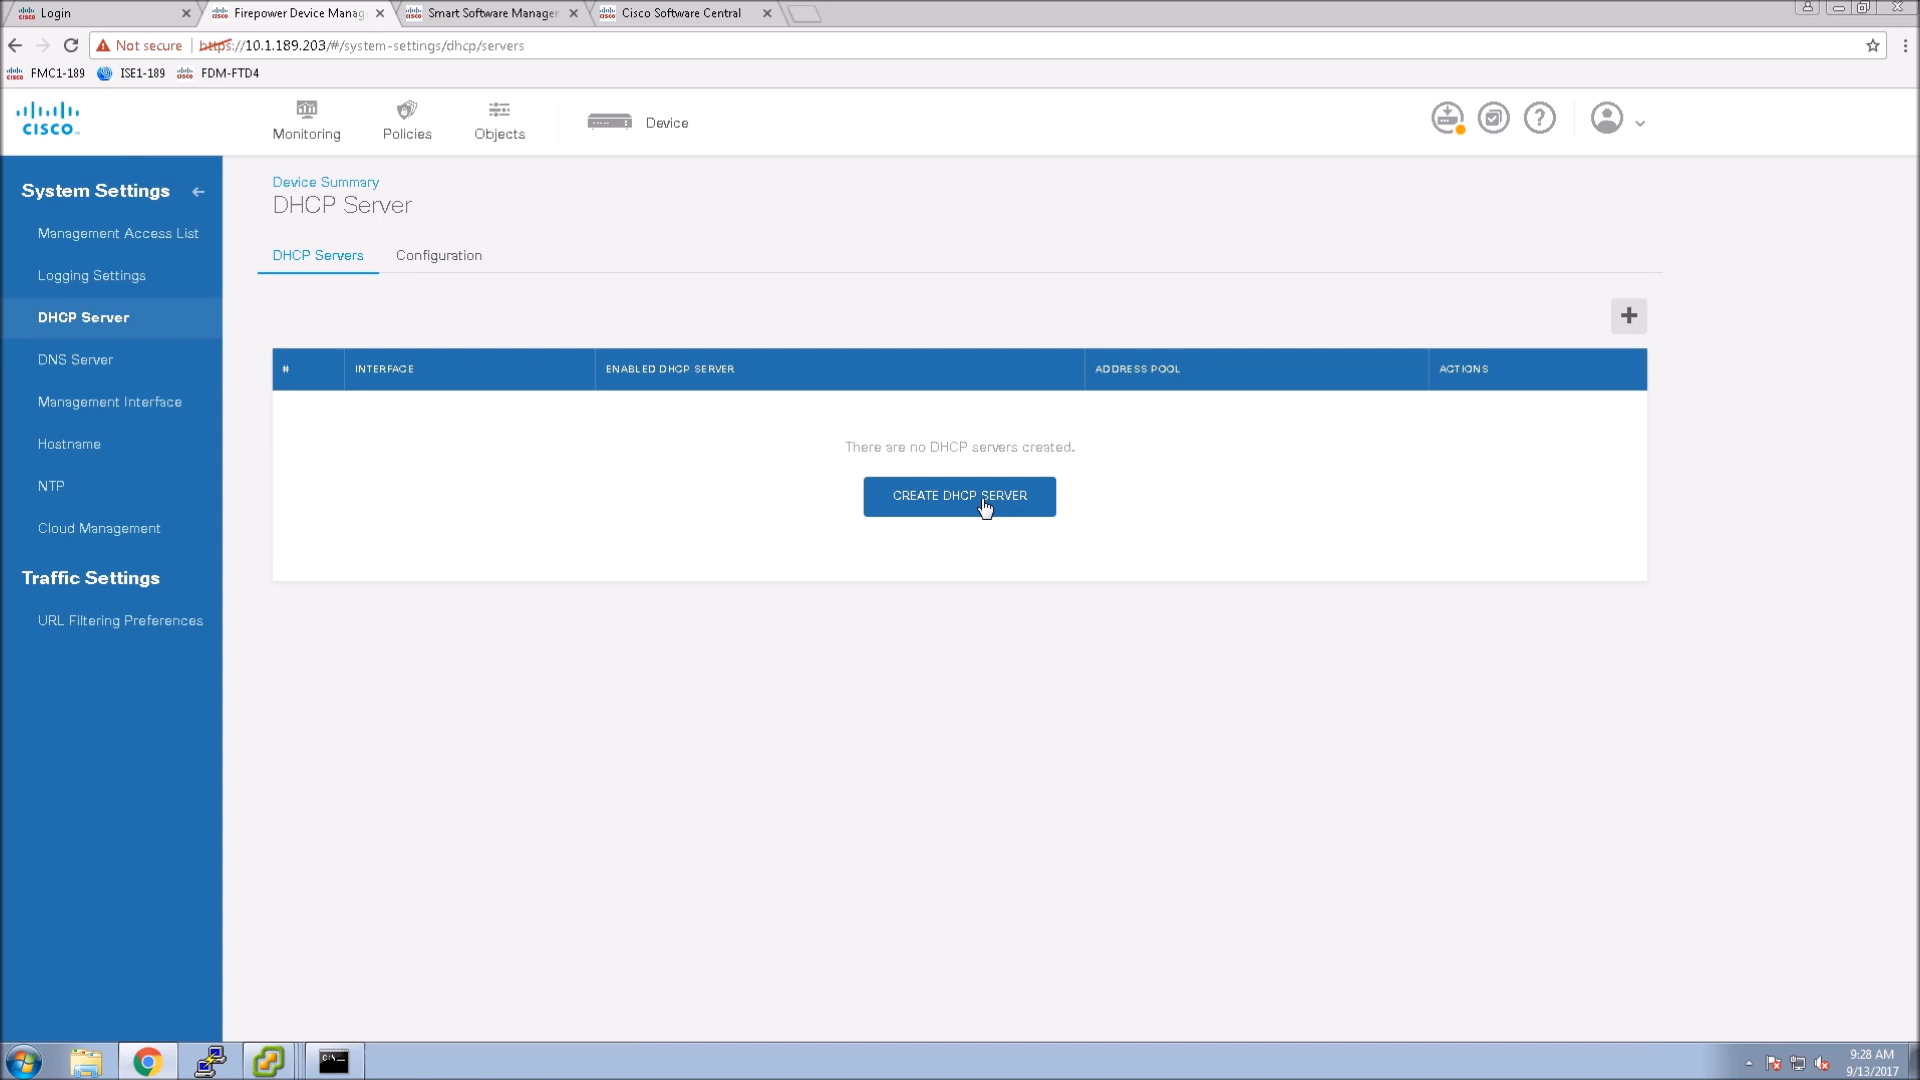 Login
Firepower Device Manag
Smart Software Manager
Cisco Software Central
Not secure
https://10.1.189.203/#/system-settings/dhcp/servers
FMC1-189
ISE1-189
FDM-FTD4
CISCO
Monitoring
Policies
Objects
Device
System Settings
Management Access List
Logging Settings
DHCP Server
DNS Server
Management Interface
Hostname
NTP
Cloud Management
Traffic Settings
URL Filtering Preferences
Device Summary
DHCP Server
DHCP Servers
Configuration
# INTERFACE ENABLED DHCP SERVER ADDRESS POOL ACTIONS
There are no DHCP servers created.
CREATE DHCP SERVER
9:28 AM
9/13/2017